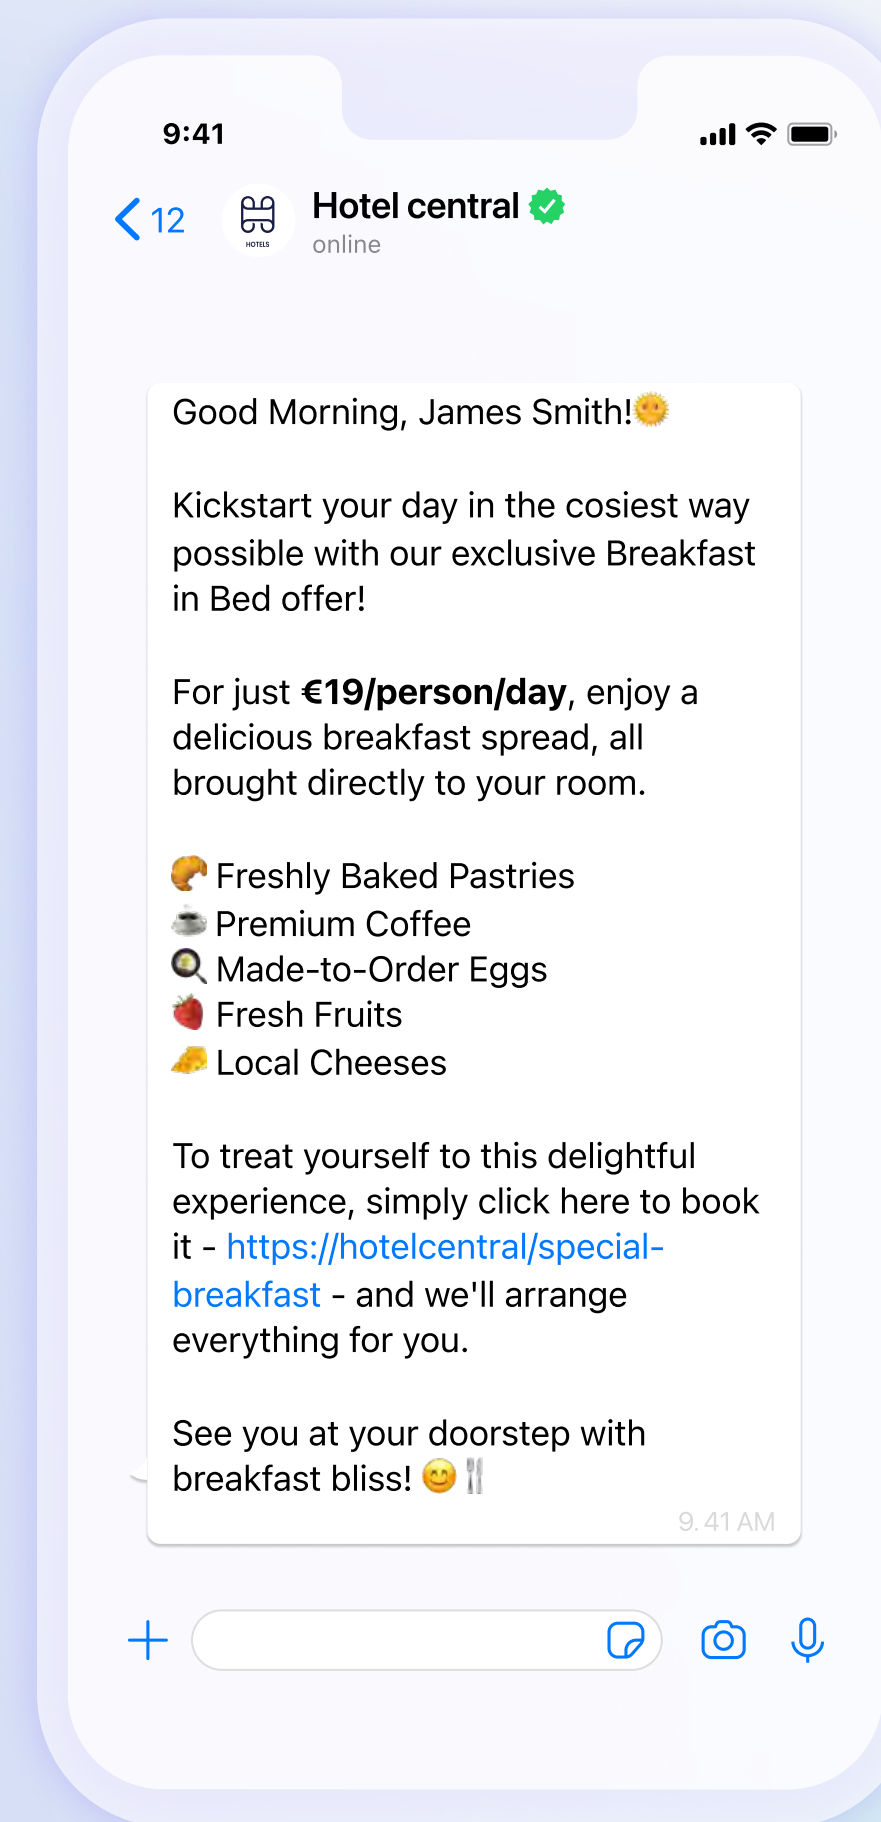 9:41
12
HOTELS
Hotel central
online
Good Morning, James Smith!🌞
Kickstart your day in the cosiest way
possible with our exclusive Breakfast
in Bed offer!
For just €19/person/day, enjoy a
delicious breakfast spread, all
brought directly to your room.
🥐 Freshly Baked Pastries
☕ Premium Coffee
🍳 Made-to-Order Eggs
🍓 Fresh Fruits
🧀 Local Cheeses
To treat yourself to this delightful
experience, simply click here to book
it - https://hotelcentral/special-
breakfast - and we'll arrange
everything for you.
See you at your doorstep with
breakfast bliss! 😊🍴
9. 41 AM